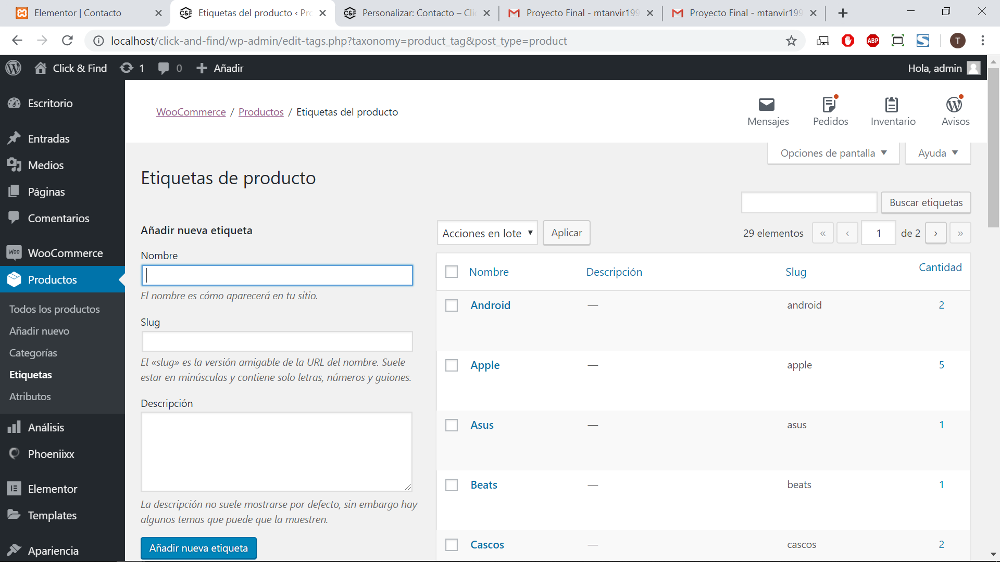 Elementor | Contacto
Etiquetas del producto ‹ Pro
Personalizar: Contacto – Clic
Proyecto Final - mtanvir199
Proyecto Final - mtanvir199
localhost/click-and-find/wp-admin/edit-tags.php?taxonomy=product_tag&post_type=product
ABP
T
Click & Find
1
0
Añadir
Hola, admin
Escritorio
Entradas
Medios
Páginas
Comentarios
WooCommerce
Productos
Todos los productos
Añadir nuevo
Categorías
Etiquetas
Atributos
Análisis
Phoeniixx
Elementor
Templates
Apariencia
WooCommerce / Productos / Etiquetas del producto
Mensajes
Pedidos
Inventario
Avisos
Opciones de pantalla
Ayuda
Etiquetas de producto
Buscar etiquetas
Añadir nueva etiqueta
Nombre
El nombre es cómo aparecerá en tu sitio.
Slug
El «slug» es la versión amigable de la URL del nombre. Suele
estar en minúsculas y contiene solo letras, números y guiones.
Descripción
La descripción no suele mostrarse por defecto, sin embargo hay
algunos temas que puede que la muestren.
Añadir nueva etiqueta
Acciones en lote
Aplicar
29 elementos « ‹ 1 de 2 › »
Nombre Descripción Slug Cantidad
Android — android 2
Apple — apple 5
Asus — asus 1
Beats — beats 1
Cascos — cascos 2